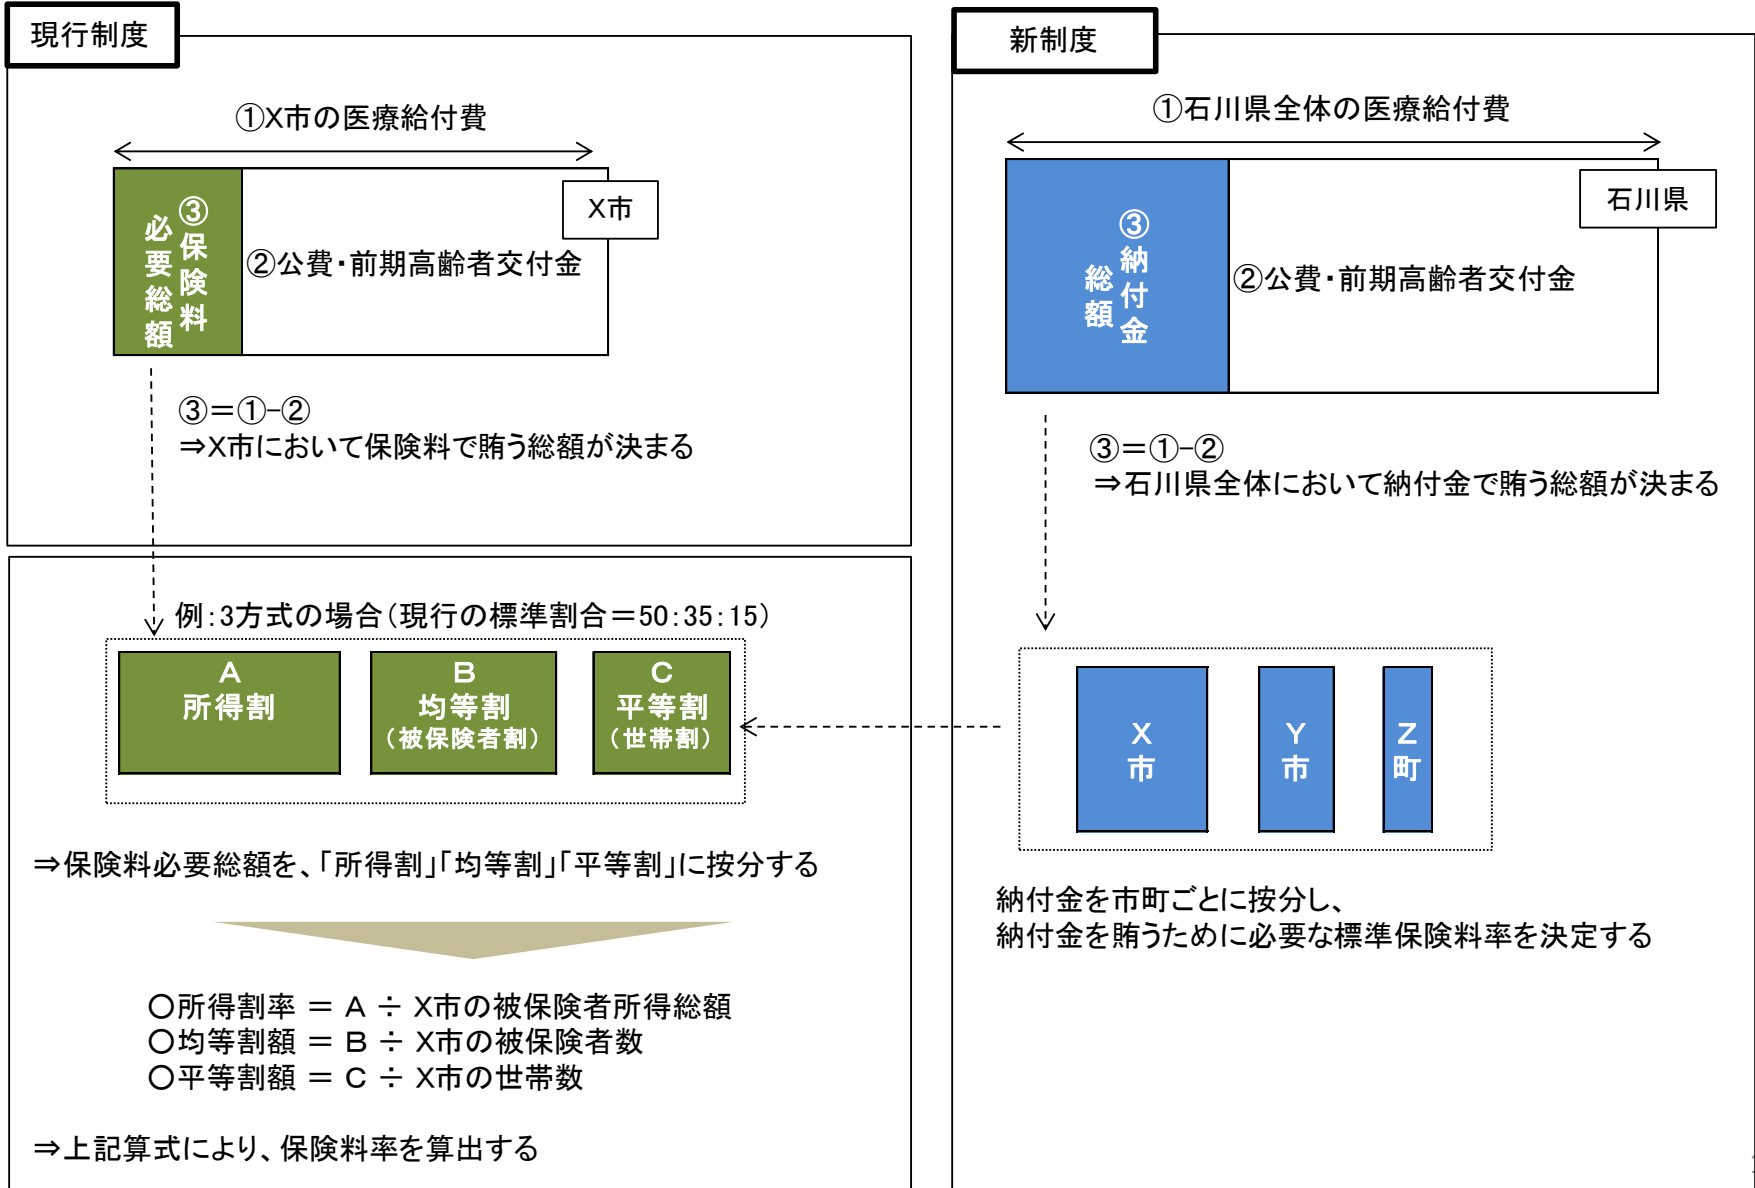 現行制度
①X市の医療給付費
③保険料
必要総額
②公費・前期高齢者交付金
X市
③＝①-②
⇒X市において保険料で賄う総額が決まる
例：3方式の場合（現行の標準割合＝50：35：15）
A
所得割
B
均等割
（被保険者割）
C
平等割
（世帯割）
⇒保険料必要総額を、「所得割」「均等割」「平等割」に按分する
○所得割率 ＝ A ÷ X市の被保険者所得総額
○均等割額 ＝ B ÷ X市の被保険者数
○平等割額 ＝ C ÷ X市の世帯数
⇒上記算式により、保険料率を算出する
新制度
①石川県全体の医療給付費
③納付金
総額
②公費・前期高齢者交付金
石川県
③＝①-②
⇒石川県全体において納付金で賄う総額が決まる
X市
Y市
Z町
納付金を市町ごとに按分し、
納付金を賄うために必要な標準保険料率を決定する